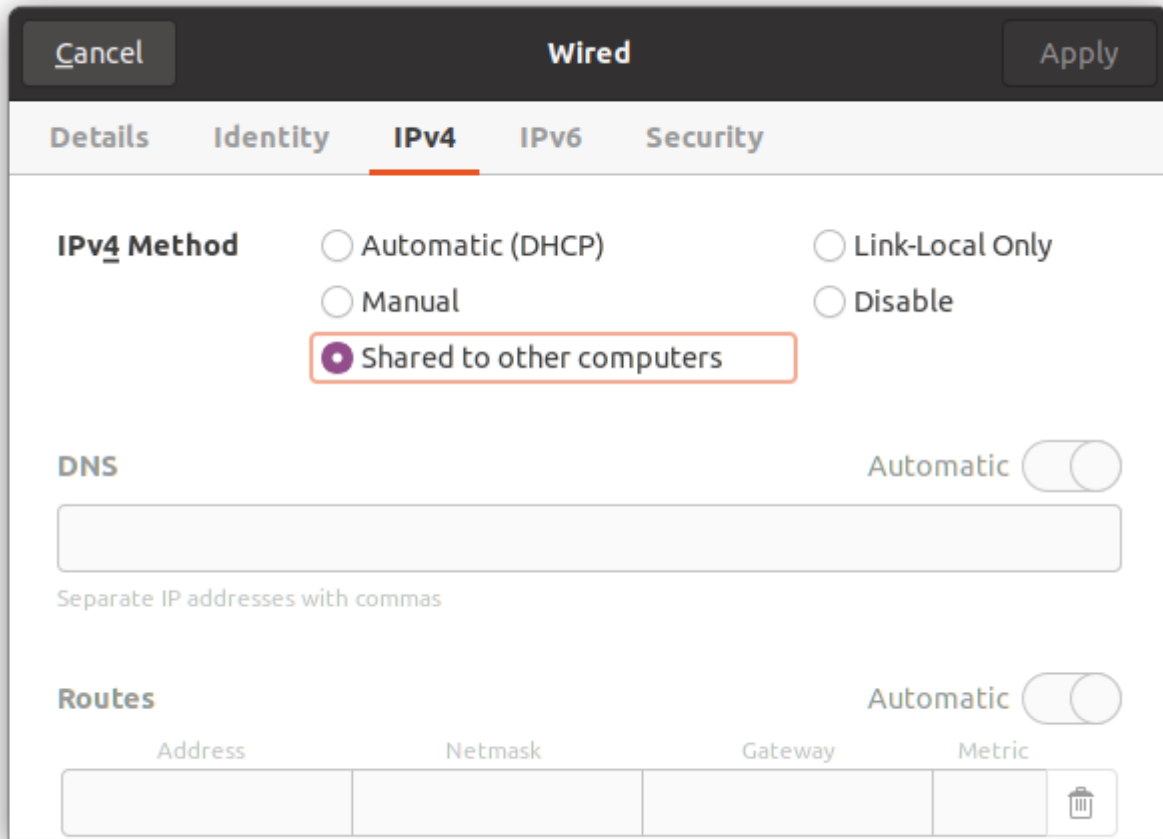 Cancel Wired Apply
Details Identity IPv4 IPv6 Security
IPv4 Method Automatic (DHCP) Link-Local Only
Manual Disable
Shared to other computers
DNS Automatic
Separate IP addresses with commas
Routes Automatic
Address Netmask Gateway Metric